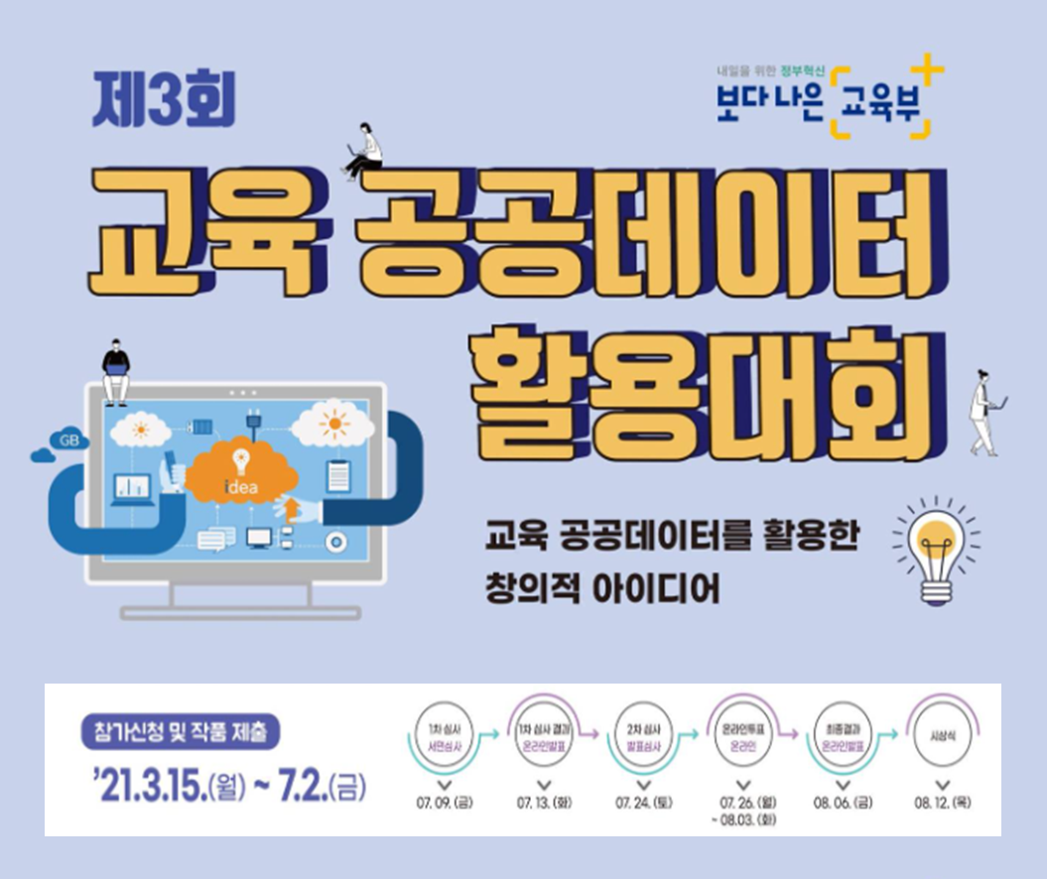 제3회
내일을 위한 정부혁신
보다 나은 교육부
교육 공공데이터
활용대회
GB
idea
교육 공공데이터를 활용한
창의적 아이디어
참가신청 및 작품 제출
'21.3.15.(월) ~ 7.2.(금)
1차 심사
서면심사
07. 09. (금)
1차 심사 결과
온라인발표
07. 13. (화)
2차 심사
발표심사
07. 24. (토)
온라인투표
온라인
07. 26. (월)
~ 08.03. (화)
최종결과
온라인발표
08. 06. (금)
시상식
08. 12. (목)